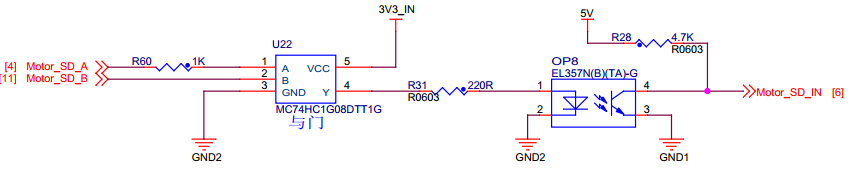 3V3_IN
5V
U22
R28 4.7K
R0603
[4] Motor_SD_A
R60 1K
1 A VCC 5
OP8
[11] Motor_SD_B
2 B
EL357N(B)(TA)-G
3 GND Y 4
R31 220R
R0603
1 4
Motor_SD_IN [6]
MC74HC1G08DTT1G
2 3
与门
GND2
GND2
GND1